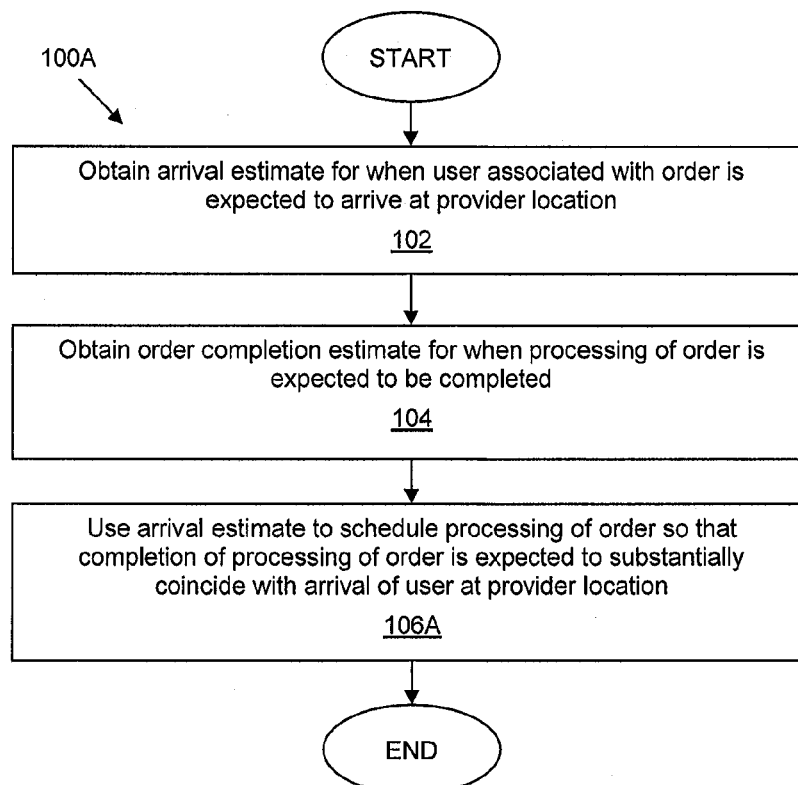 100A
START
Obtain arrival estimate for when user associated with order is
expected to arrive at provider location
102
Obtain order completion estimate for when processing of order is
expected to be completed
104
Use arrival estimate to schedule processing of order so that
completion of processing of order is expected to substantially
coincide with arrival of user at provider location
106A
END